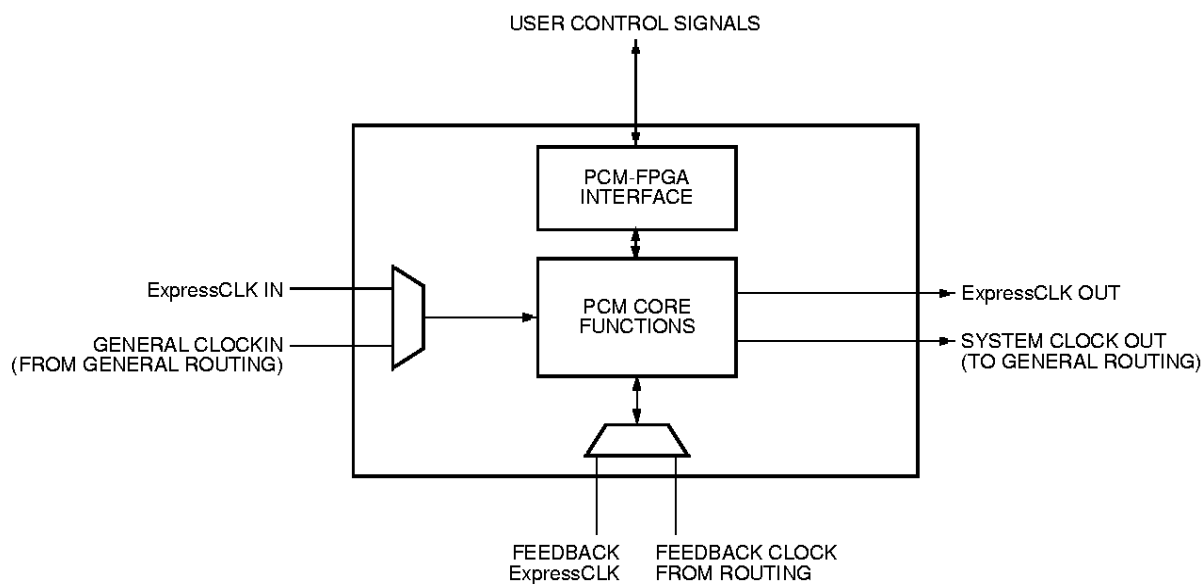 USER CONTROL SIGNALS
PCM-FPGA
INTERFACE
ExpressCLK IN
PCM CORE
FUNCTIONS
ExpressCLK OUT
GENERAL CLOCKIN
(FROM GENERAL ROUTING)
SYSTEM CLOCK OUT
(TO GENERAL ROUTING)
FEEDBACK
ExpressCLK
FEEDBACK CLOCK
FROM ROUTING